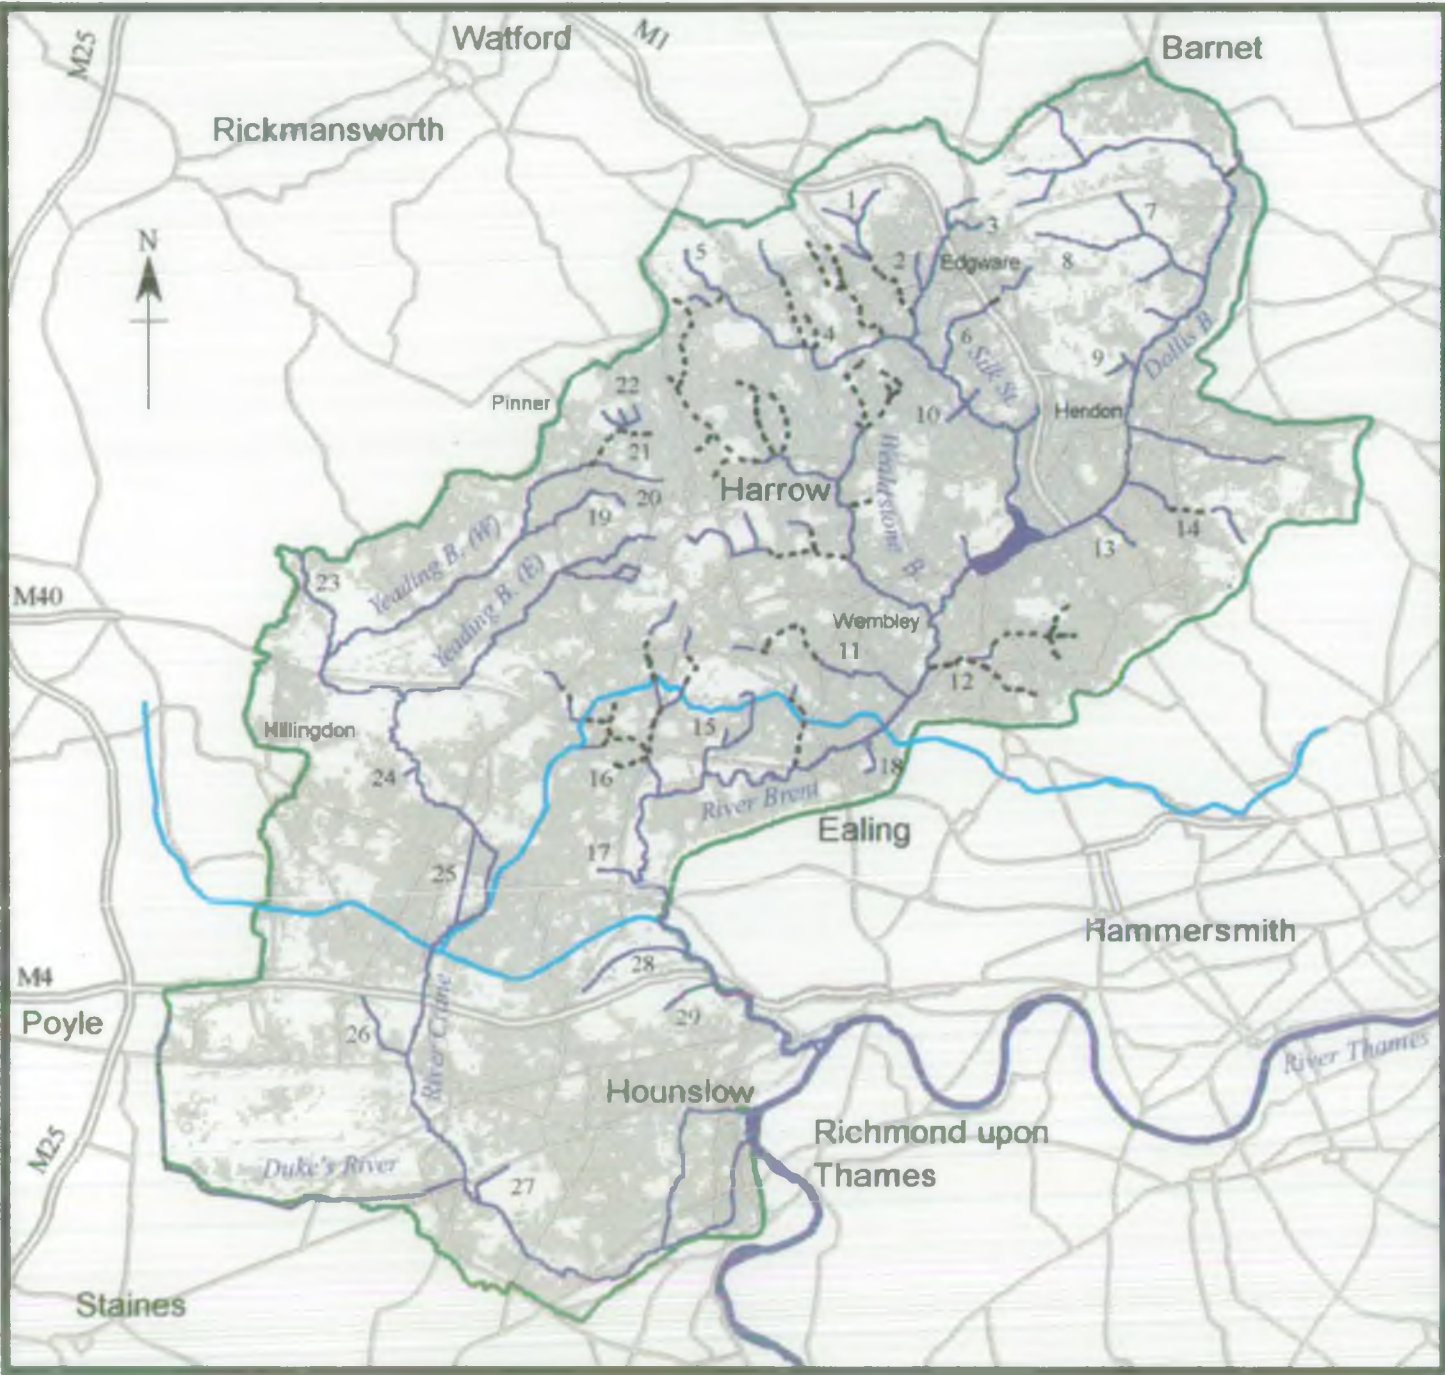 M25
Watford
M1
Barnet
Rickmansworth
N
1
7
3
5
2
Edgware
8
4
6
Silk St
9
Dollis B
22
Pinner
10
Hendon
21
Harrow
Wealdstone B.
20
19
14
13
Yeading B. (W)
Yeading B. (E)
23
M40
Wembley
11
12
Hillingdon
15
24
16
18
River Brent
Ealing
17
25
Hammersmith
28
M4
River Crane
29
Poyle
26
River Thames
Hounslow
Richmond upon
Thames
M25
Duke's River
27
Staines